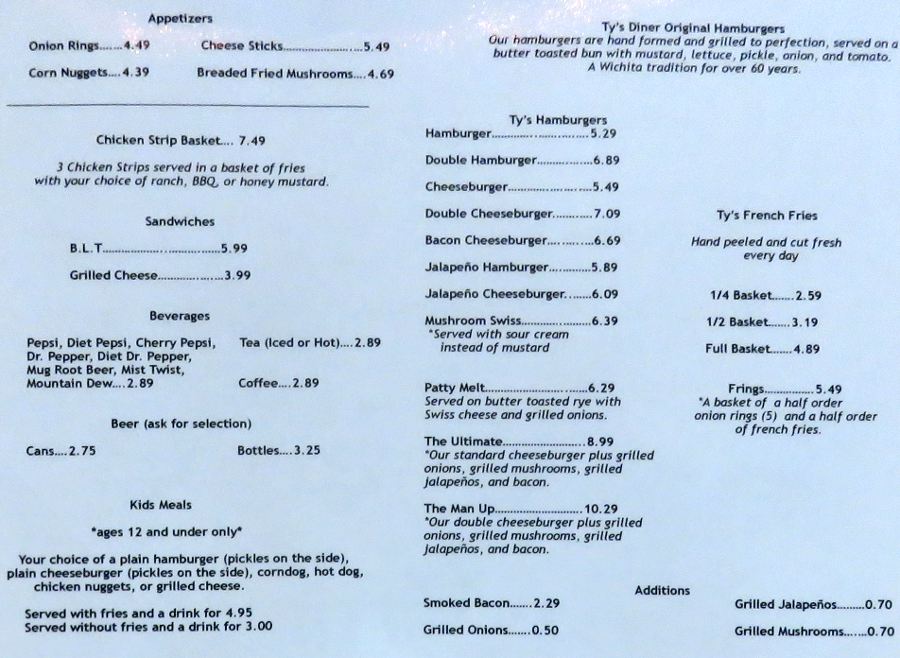 Appetizers
Onion Rings.......4.49
Cheese Sticks........................5.49
Corn Nuggets....4.39
Breaded Fried Mushrooms....4.69
Chicken Strip Basket.... 7.49
3 Chicken Strips served in a basket of fries
with your choice of ranch, BBQ, or honey mustard.
Sandwiches
B.L.T...................................5.99
Grilled Cheese....................3.99
Beverages
Pepsi, Diet Pepsi, Cherry Pepsi,
Dr. Pepper, Diet Dr. Pepper,
Mug Root Beer, Mist Twist,
Mountain Dew....2.89
Tea (Iced or Hot)....2.89
Coffee....2.89
Beer (ask for selection)
Cans....2.75
Bottles....3.25
Kids Meals
*ages 12 and under only*
Your choice of a plain hamburger (pickles on the side),
plain cheeseburger (pickles on the side), corndog, hot dog,
chicken nuggets, or grilled cheese.
Served with fries and a drink for 4.95
Served without fries and a drink for 3.00
Ty's Diner Original Hamburgers
Our hamburgers are hand formed and grilled to perfection, served on a
butter toasted bun with mustard, lettuce, pickle, onion, and tomato.
A Wichita tradition for over 60 years.
Ty's Hamburgers
Hamburger.............................5.29
Double Hamburger.................6.89
Cheeseburger.........................5.49
Double Cheeseburger............7.09
Bacon Cheeseburger..............6.69
Jalapeño Hamburger.............5.89
Jalapeño Cheeseburger........6.09
Mushroom Swiss.....................6.39
*Served with sour cream
instead of mustard
Patty Melt..............................6.29
Served on butter toasted rye with
Swiss cheese and grilled onions.
The Ultimate.........................8.99
*Our standard cheeseburger plus grilled
onions, grilled mushrooms, grilled
Jalapeños, and bacon.
The Man Up...........................10.29
*Our double cheeseburger plus grilled
onions, grilled mushrooms, grilled
Jalapeños, and bacon.
Ty's French Fries
Hand peeled and cut fresh
every day
1/4 Basket.......2.59
1/2 Basket.......3.19
Full Basket.......4.89
Frings...............5.49
*A basket of a half order
onion rings (5) and a half order
of french fries.
Additions
Smoked Bacon.......2.29
Grilled Jalapeños.........0.70
Grilled Onions.......0.50
Grilled Mushrooms.......0.70